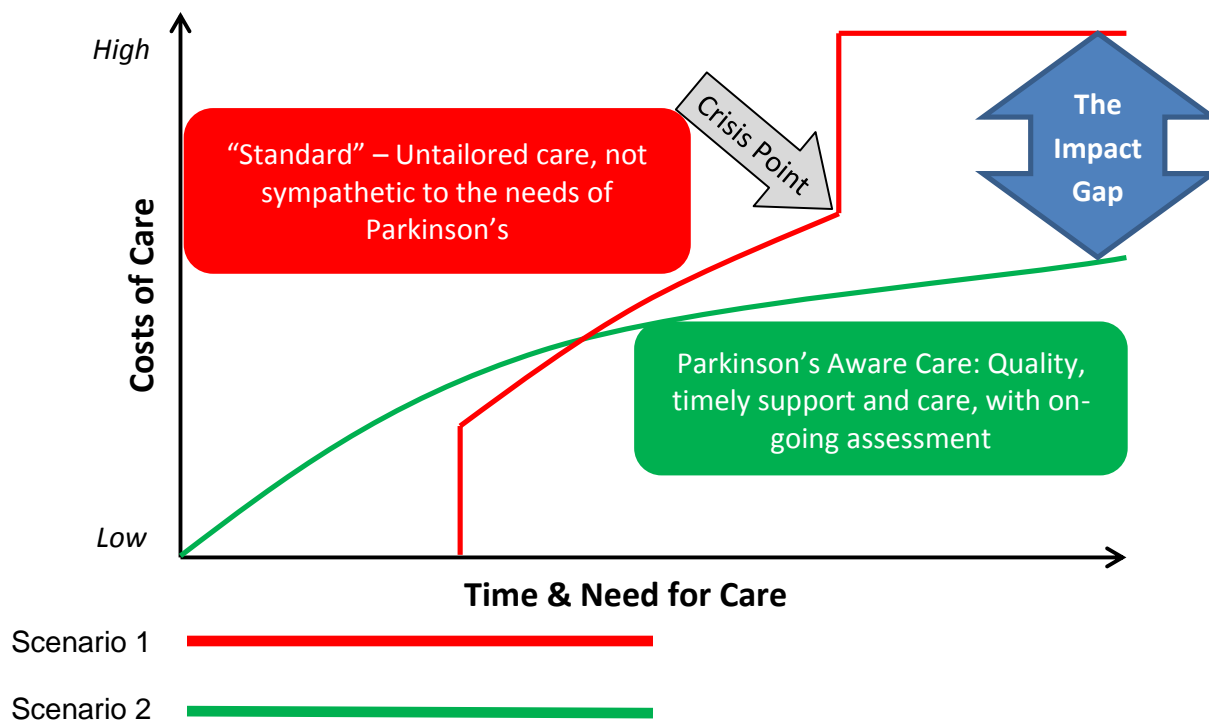 High
“Standard” – Untailored care, not
sympathetic to the needs of
Parkinson’s
Crisis Point
The
Impact
Gap
Costs of Care
Parkinson’s Aware Care: Quality,
timely support and care, with on-
going assessment
Low
Time & Need for Care
Scenario 1
Scenario 2